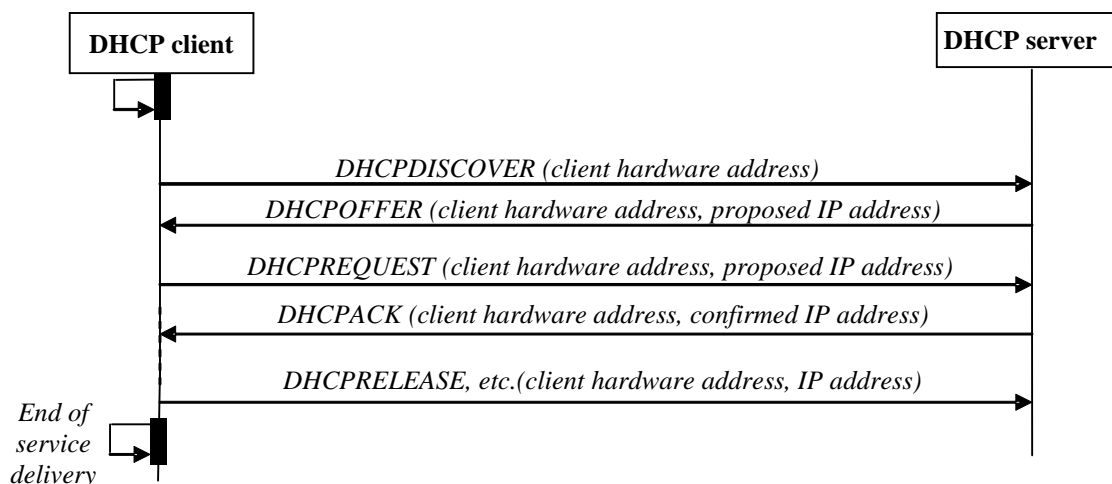 DHCP client
DHCP server
DHCPDISCOVER (client hardware address)
DHCPOFFER (client hardware address, proposed IP address)
DHCPREQUEST (client hardware address, proposed IP address)
DHCPACK (client hardware address, confirmed IP address)
DHCPRELEASE, etc.(client hardware address, IP address)
End of
service
delivery